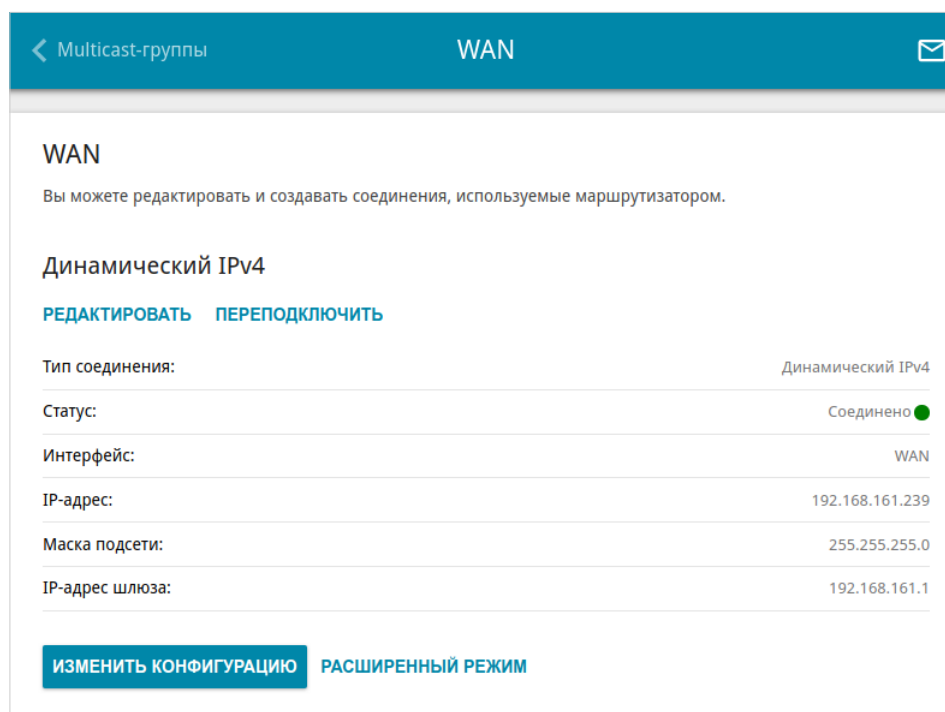 Multicast-группы
WAN
WAN
Вы можете редактировать и создавать соединения, используемые маршрутизатором.
Динамический IPv4
РЕДАКТИРОВАТЬ ПЕРЕПОДКЛЮЧИТЬ
Тип соединения: Динамический IPv4
Статус: Соединено
Интерфейс: WAN
IP-адрес: 192.168.161.239
Маска подсети: 255.255.255.0
IP-адрес шлюза: 192.168.161.1
ИЗМЕНИТЬ КОНФИГУРАЦИЮ РАСШИРЕННЫЙ РЕЖИМ